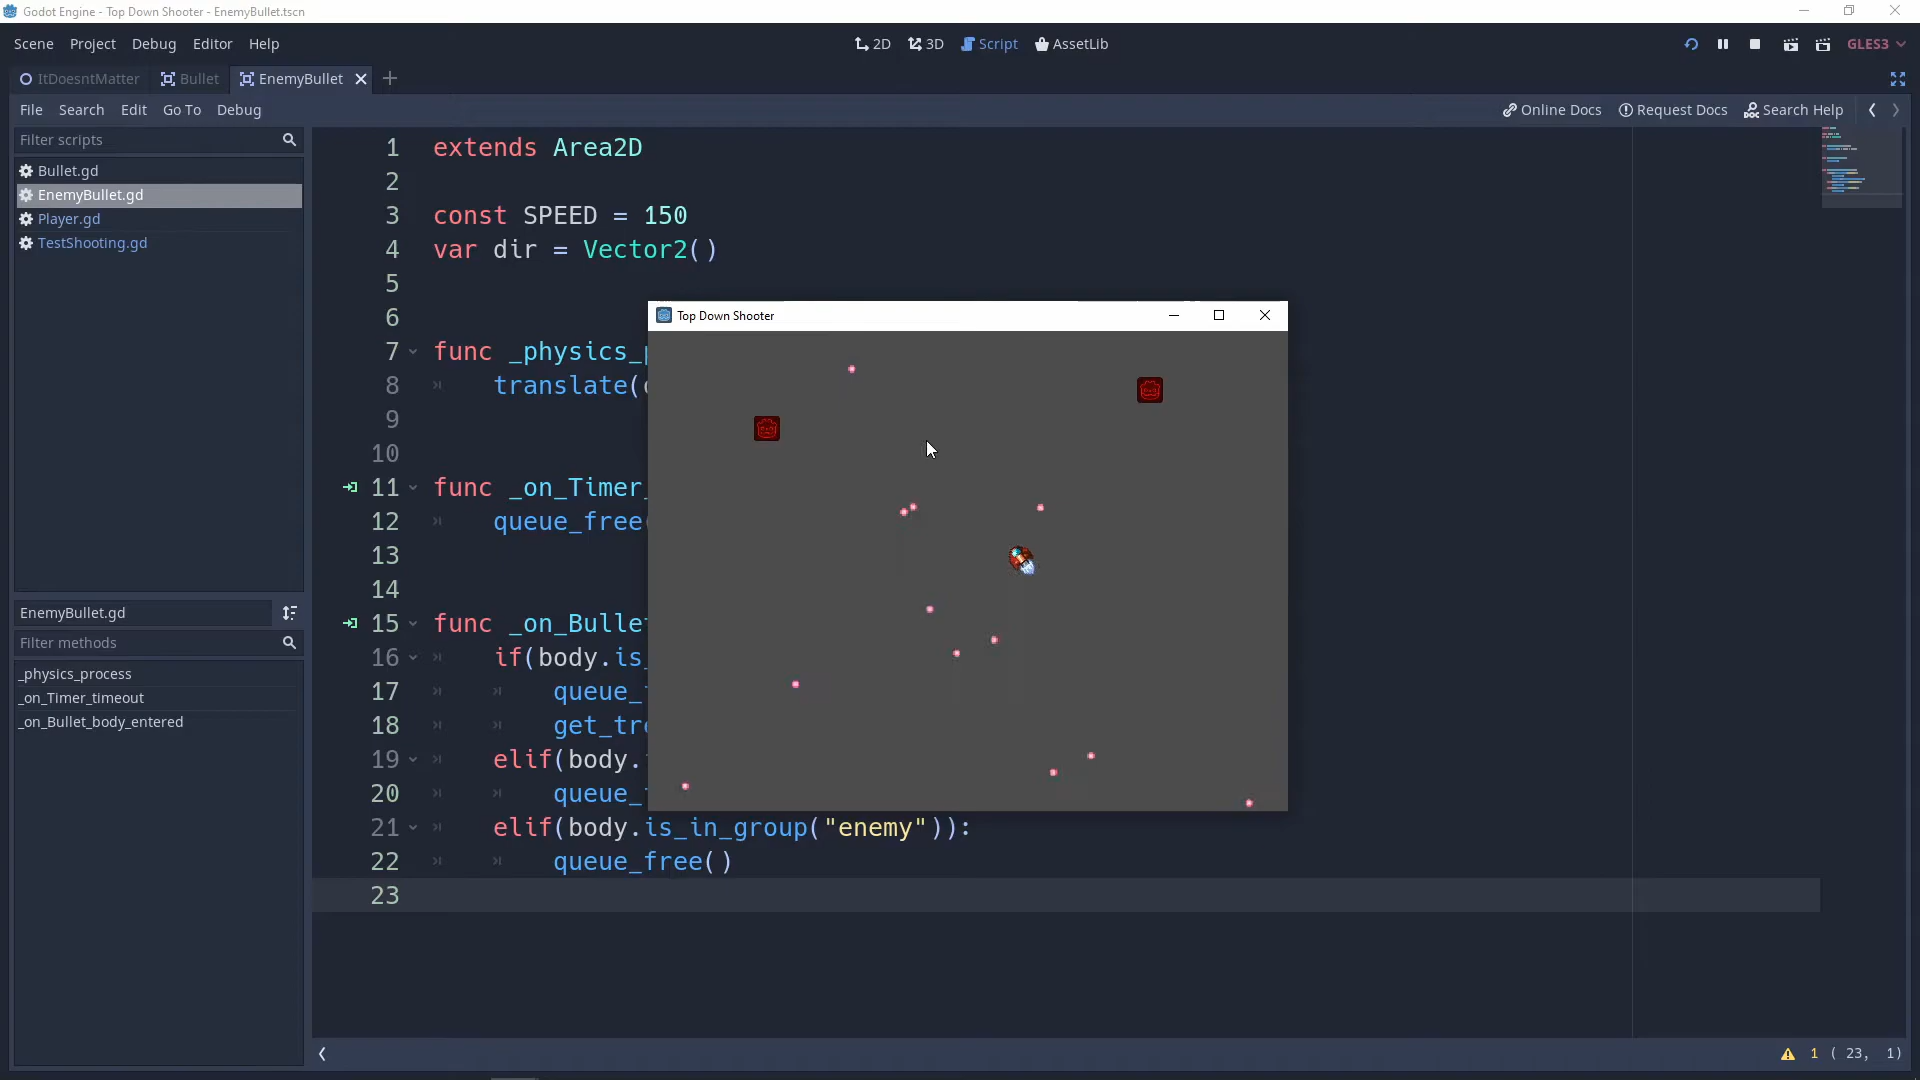 Godot Engine - Top Down Shooter - EnemyBullet.tscn
Scene Project Debug Editor Help
2D 3D Script AssetLib
GLES3
ItDoesntMatter Bullet EnemyBullet
File Search Edit Go To Debug
Online Docs Request Docs Search Help
Filter scripts
Bullet.gd
EnemyBullet.gd
Player.gd
TestShooting.gd
EnemyBullet.gd
Filter methods
_physics_process
_on_Timer_timeout
_on_Bullet_body_entered
1 extends Area2D
2
3 const SPEED = 150
4 var dir = Vector2()
5
6
7 func _physics_p
8 translate(
9
10
11 func _on_Timer_
12 queue_free
13
14
15 func _on_Bullet
16 if(body.is_
17 queue_
18 get_tre
19 elif(body.
20 queue_
21 elif(body.is_in_group("enemy")):
22 queue_free()
23
Top Down Shooter
1 ( 23, 1)